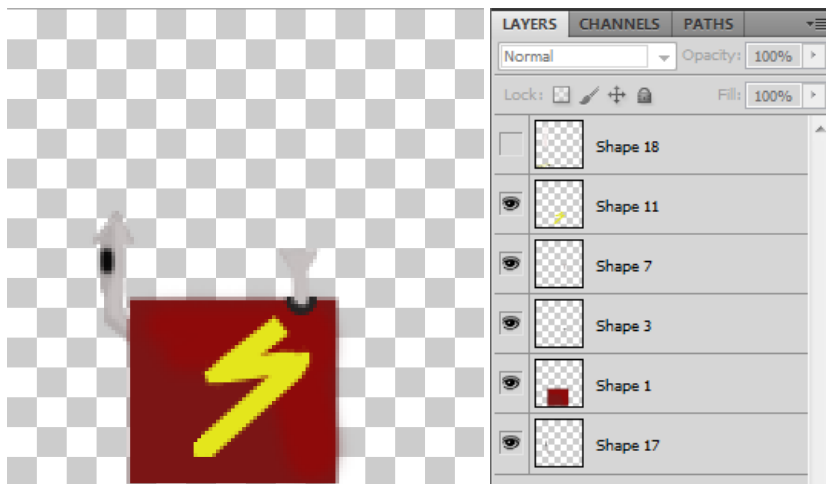 LAYERS CHANNELS PATHS
Normal Opacity: 100%
Lock: Fill: 100%
Shape 18
Shape 11
Shape 7
Shape 3
Shape 1
Shape 17